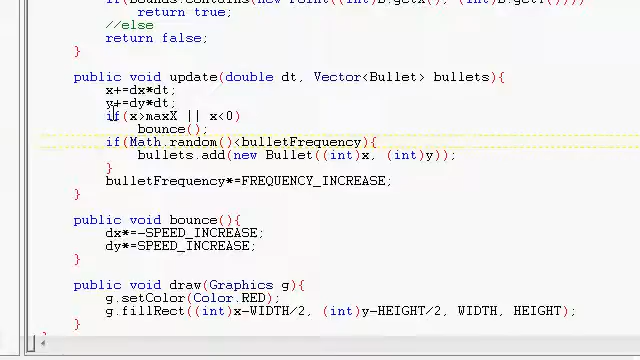 if(bounds.contains(new Point((int)b.getX(), (int)b.getY())))
return true;
//else
return false;
}
public void update(double dt, Vector<Bullet> bullets){
x+=dx*dt;
y+=dy*dt;
if(x>maxX || x<0)
bounce();
if(Math.random()<bulletFrequency){
bullets.add(new Bullet((int)x, (int)y));
}
bulletFrequency*=FREQUENCY_INCREASE;
}
public void bounce(){
dx*=-SPEED_INCREASE;
dy*=SPEED_INCREASE;
}
public void draw(Graphics g){
g.setColor(Color.RED);
g.fillRect((int)x-WIDTH/2, (int)y-HEIGHT/2, WIDTH, HEIGHT);
}